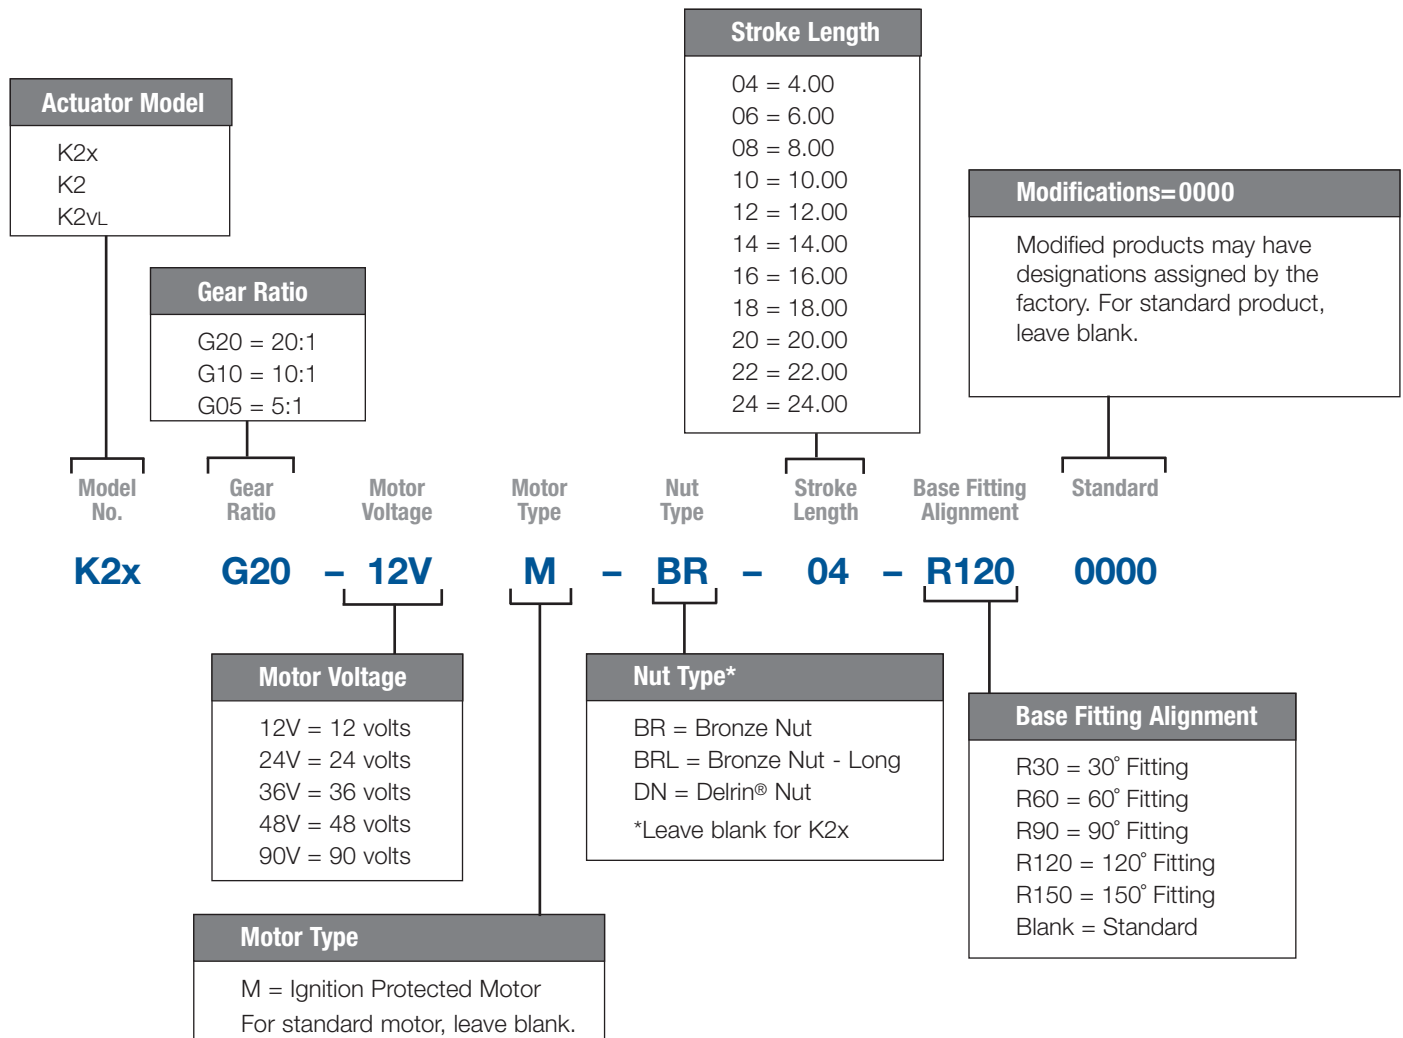 Stroke Length
04 = 4.00
06 = 6.00
08 = 8.00
10 = 10.00
12 = 12.00
14 = 14.00
16 = 16.00
18 = 18.00
20 = 20.00
22 = 22.00
24 = 24.00
Actuator Model
K2x
K2
K2VL
Gear Ratio
G20 = 20:1
G10 = 10:1
G05 = 5:1
Modifications=0000
Modified products may have
designations assigned by the
factory. For standard product,
leave blank.
Model
No.
Gear
Ratio
Motor
Voltage
Motor
Type
Nut
Type
Stroke
Length
Base Fitting
Alignment
Standard
K2x G20 – 12V M – BR – 04 – R120 0000
Motor Voltage
12V = 12 volts
24V = 24 volts
36V = 36 volts
48V = 48 volts
90V = 90 volts
Nut Type*
BR = Bronze Nut
BRL = Bronze Nut - Long
DN = Delrin® Nut
*Leave blank for K2x
Base Fitting Alignment
R30 = 30° Fitting
R60 = 60° Fitting
R90 = 90° Fitting
R120 = 120° Fitting
R150 = 150° Fitting
Blank = Standard
Motor Type
M = Ignition Protected Motor
For standard motor, leave blank.